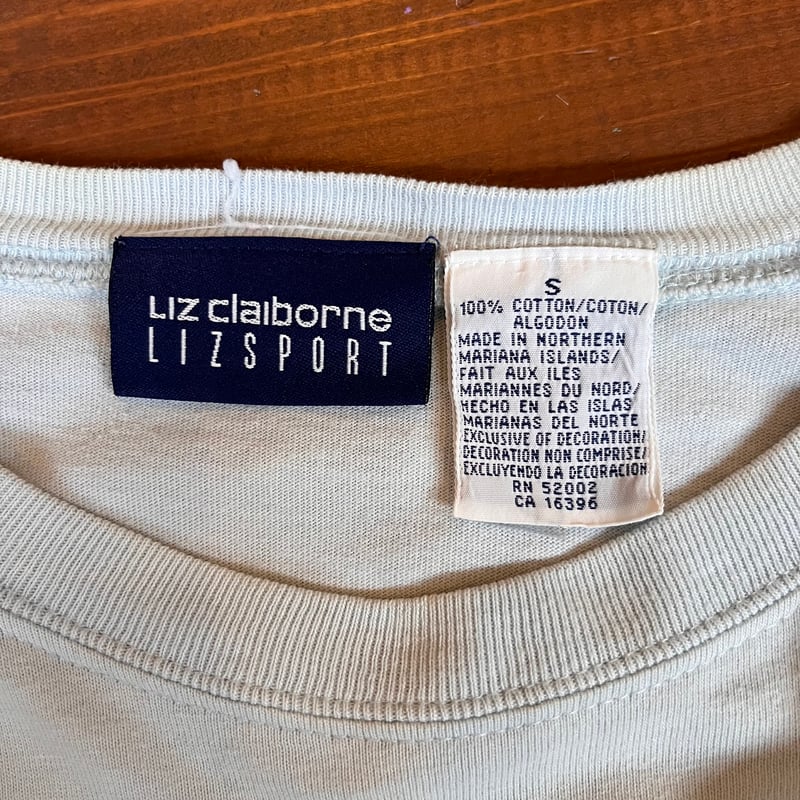 Liz claiborne
LIZSPORT
S
100% COTTON/COTON/
ALGODON
MADE IN NORTHERN
MARIANA ISLANDS/
FAIT AUX ILES
MARIANNES DU NORD/
HECHO EN LAS ISLAS
MARIANAS DEL NORTE
EXCLUSIVE OF DECORATION/
DECORATION NON COMPRISE/
EXCLUYENDO LA DECORACION
RN 52002
CA 16396